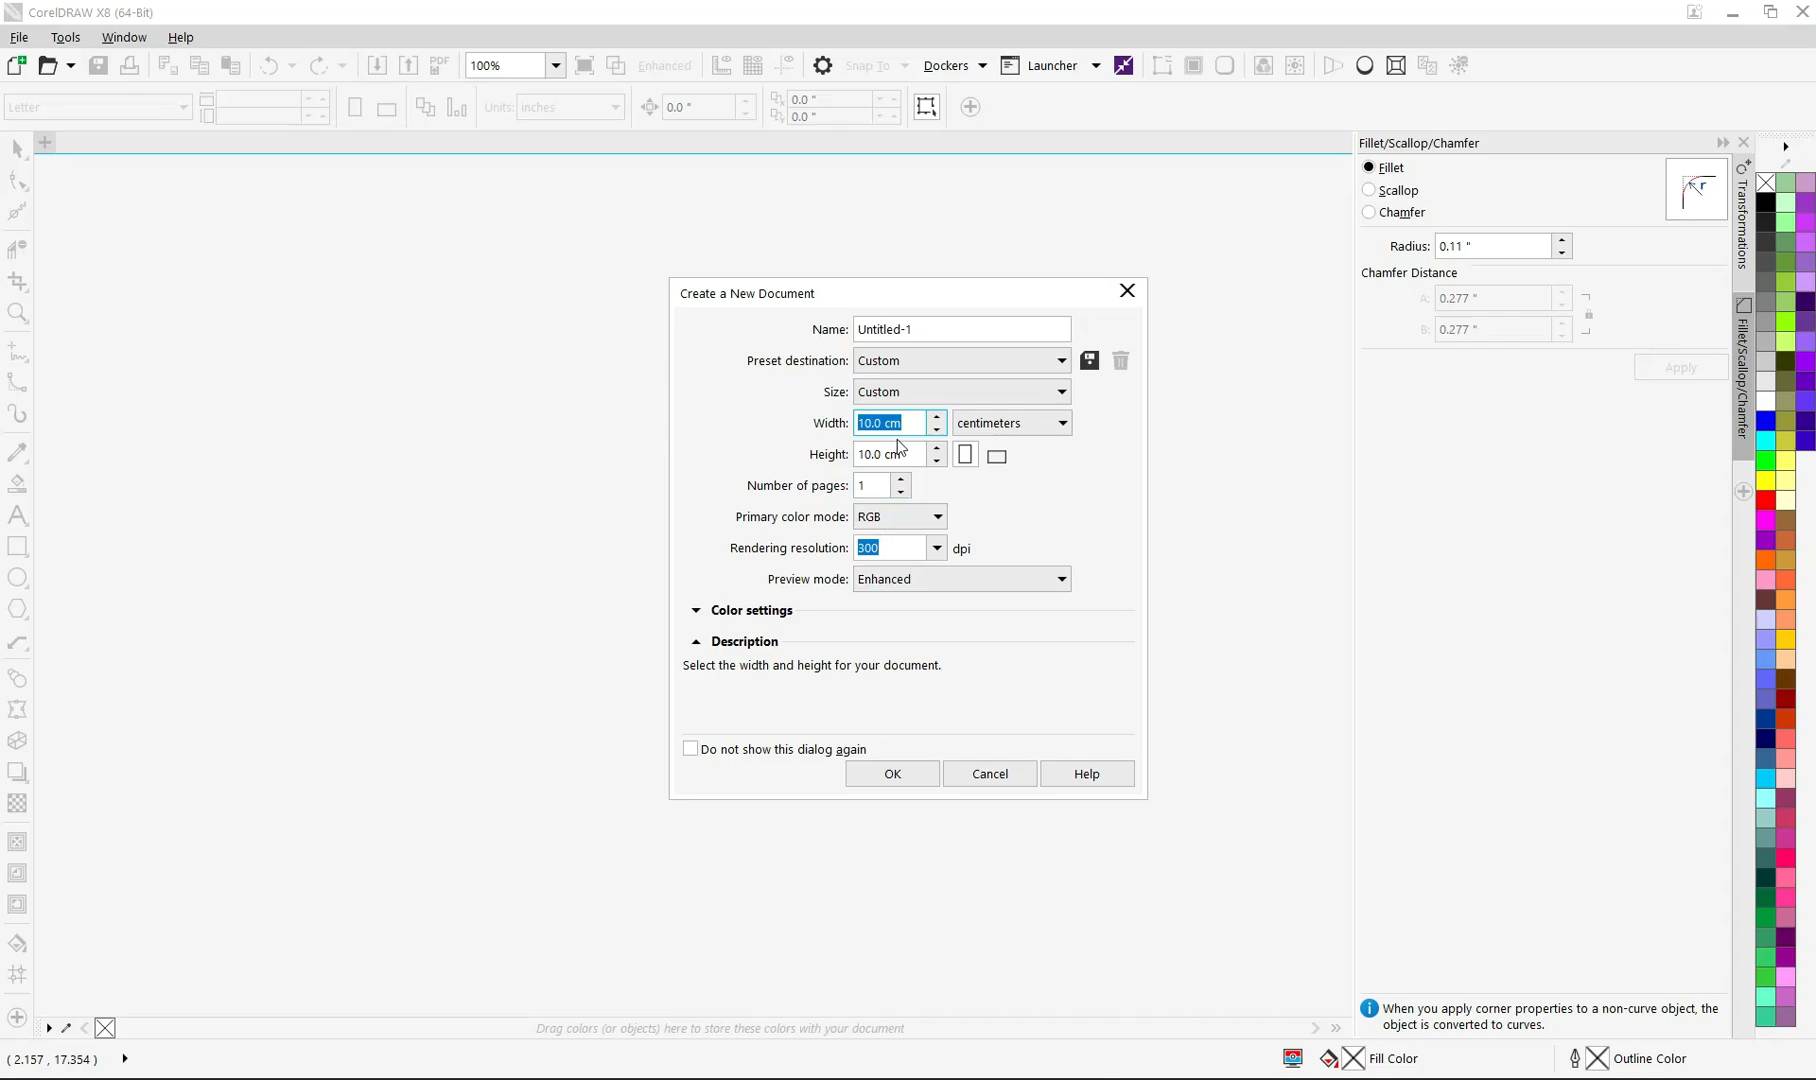 CorelDRAW X8 (64-Bit)
File Tools Window Help
PDF 100% Enhanced Snap To Dockers Launcher
Letter Units: inches 0.0 " 0.0 "
0.0 "
Fillet/Scallop/Chamfer
Fillet
Scallop
Chamfer
r
Radius: 0.11 "
Chamfer Distance
A: 0.277 "
B: 0.277 "
Apply
Transformations
Fillet/Scallop/Chamfer
Create a New Document
Name: Untitled-1
Preset destination: Custom
Size: Custom
Width: 10.0 cm centimeters
Height: 10.0 cm
Number of pages: 1
Primary color mode: RGB
Rendering resolution: 300 dpi
Preview mode: Enhanced
Color settings
Description
Select the width and height for your document.
Do not show this dialog again
OK Cancel Help
When you apply corner properties to a non-curve object, the
object is converted to curves.
Drag colors (or objects) here to store these colors with your document
( 2.157 , 17.354 ) Fill Color Outline Color